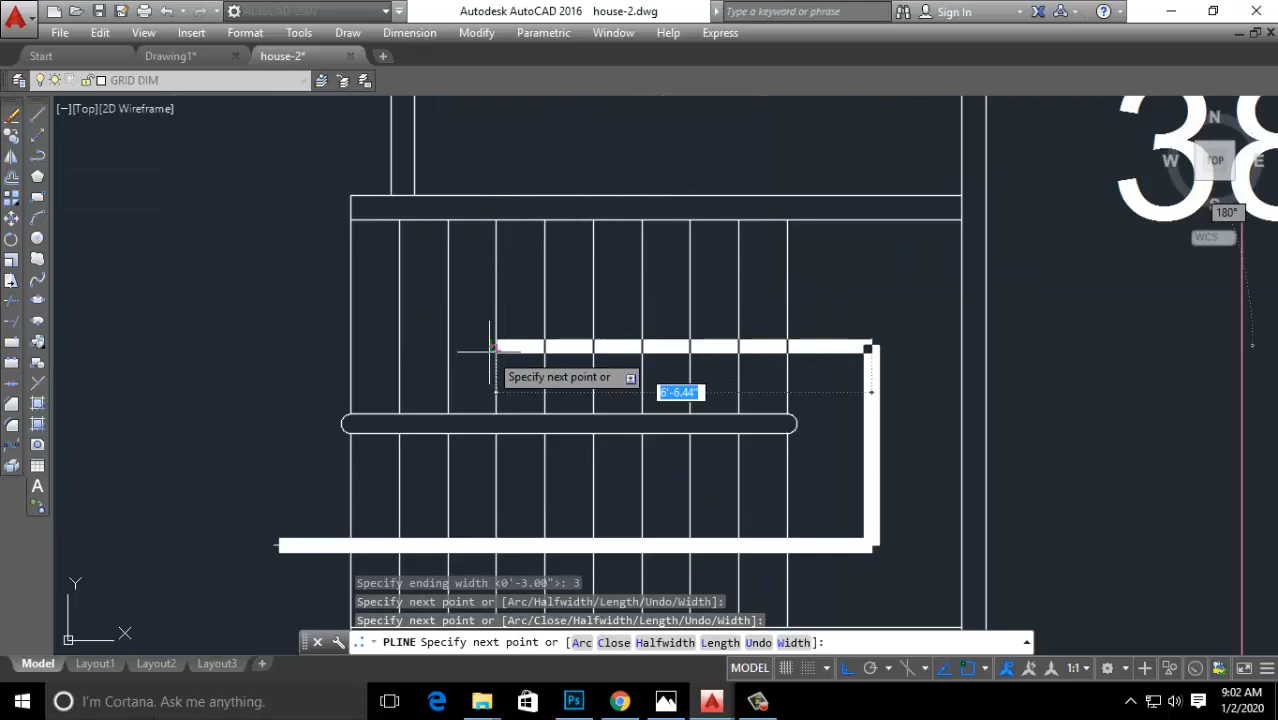 Autodesk AutoCAD 2016 house-2.dwg
Type a keyword or phrase
Sign In
File Edit View Insert Format Tools Draw Dimension Modify Parametric Window Help Express
Start Drawing1* house-2*
GRID DIM
[−][Top][2D Wireframe]
38
N
W TOP E
180°
WCS
Specify next point or
6'-6.44"
Y
X
Specify ending width <0'-3.00">: 3
Specify next point or [Arc/Halfwidth/Length/Undo/Width]:
Specify next point or [Arc/Close/Halfwidth/Length/Undo/Width]:
PLINE Specify next point or [Arc Close Halfwidth Length Undo Width]:
Model Layout1 Layout2 Layout3 MODEL 1:1
I'm Cortana. Ask me anything.
9:02 AM
1/2/2020